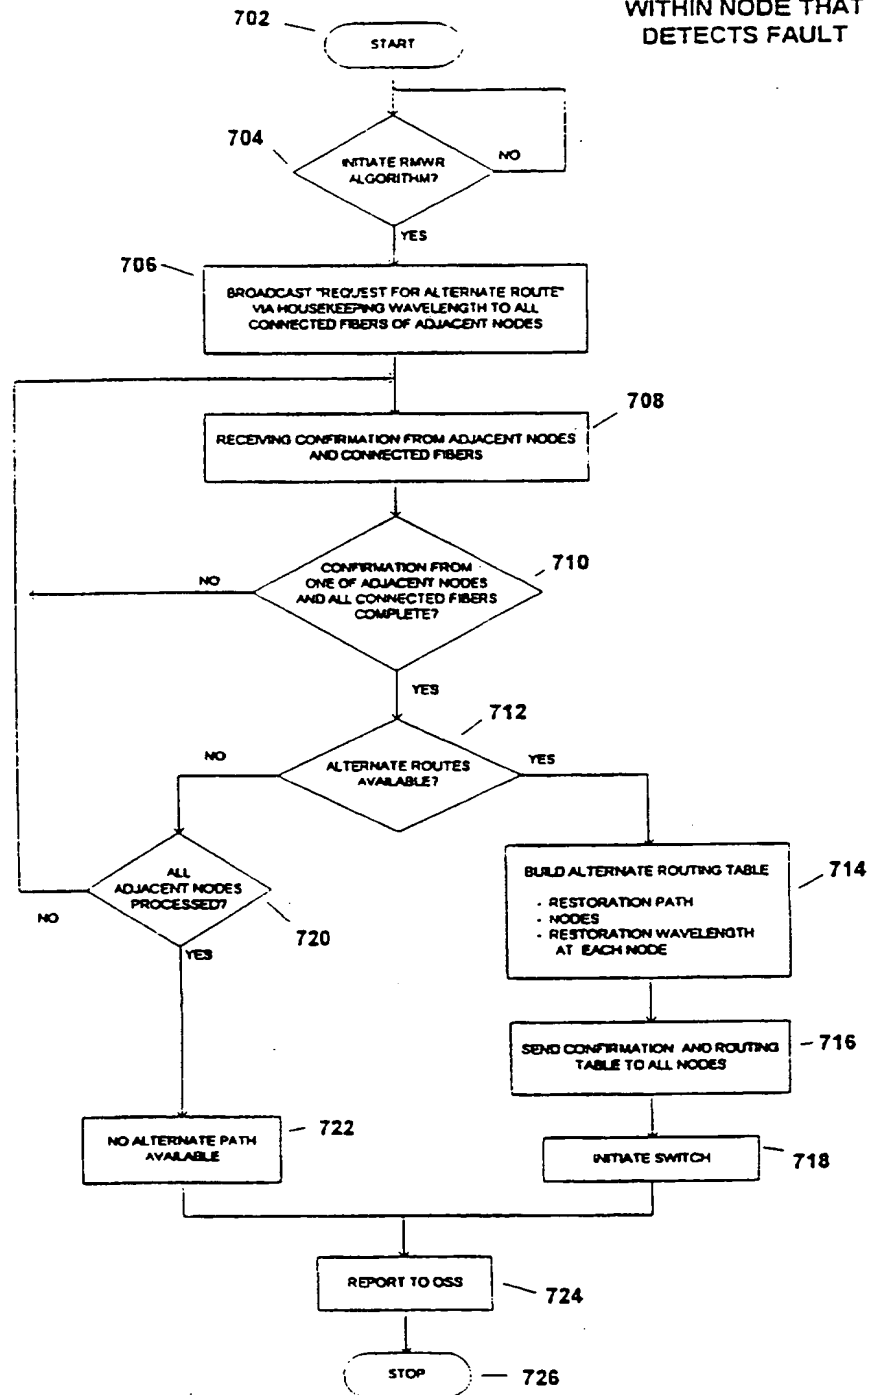 WITHIN NODE THAT
DETECTS FAULT
702
START
704
INITIATE RMWR
ALGORITHM?
NO
YES
706
BROADCAST "REQUEST FOR ALTERNATE ROUTE"
VIA HOUSEKEEPING WAVELENGTH TO ALL
CONNECTED FIBERS OF ADJACENT NODES
708
RECEIVING CONFIRMATION FROM ADJACENT NODES
AND CONNECTED FIBERS
710
CONFIRMATION FROM
ONE OF ADJACENT NODES
AND ALL CONNECTED FIBERS
COMPLETE?
NO
YES
712
ALTERNATE ROUTES
AVAILABLE?
NO
YES
714
BUILD ALTERNATE ROUTING TABLE
- RESTORATION PATH
- NODES
- RESTORATION WAVELENGTH
AT EACH NODE
ALL
ADJACENT NODES
PROCESSED?
NO
720
YES
SEND CONFIRMATION AND ROUTING
TABLE TO ALL NODES
716
NO ALTERNATE PATH
AVAILABLE
722
INITIATE SWITCH
718
REPORT TO OSS
724
STOP
726